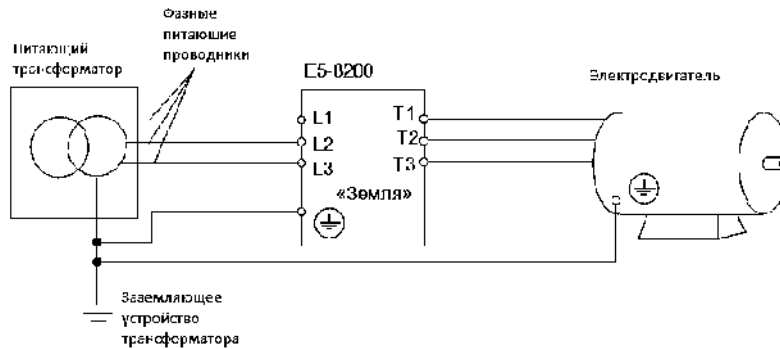 Фазные
питающие
проводники
Питающий
трансформатор
E5-8200
Электродвигатель
L1
T1
L2
T2
L3
T3
«Земля»
Заземляющее
устройство
трансформатора